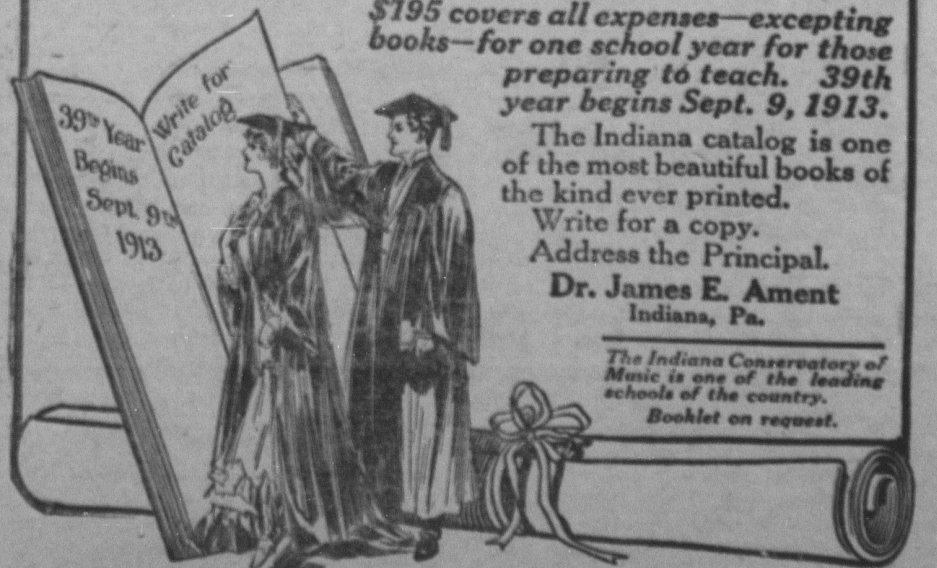 39th Year
Begins
Sept. 9th
1913
Write for
Catalog
$195 covers all expenses—excepting
books—for one school year for those
preparing to teach. 39th
year begins Sept. 9, 1913.
The Indiana catalog is one
of the most beautiful books of
the kind ever printed.
Write for a copy.
Address the Principal.
Dr. James E. Ament
Indiana, Pa.
The Indiana Conservatory of
Music is one of the leading
schools of the country.
Booklet on request.